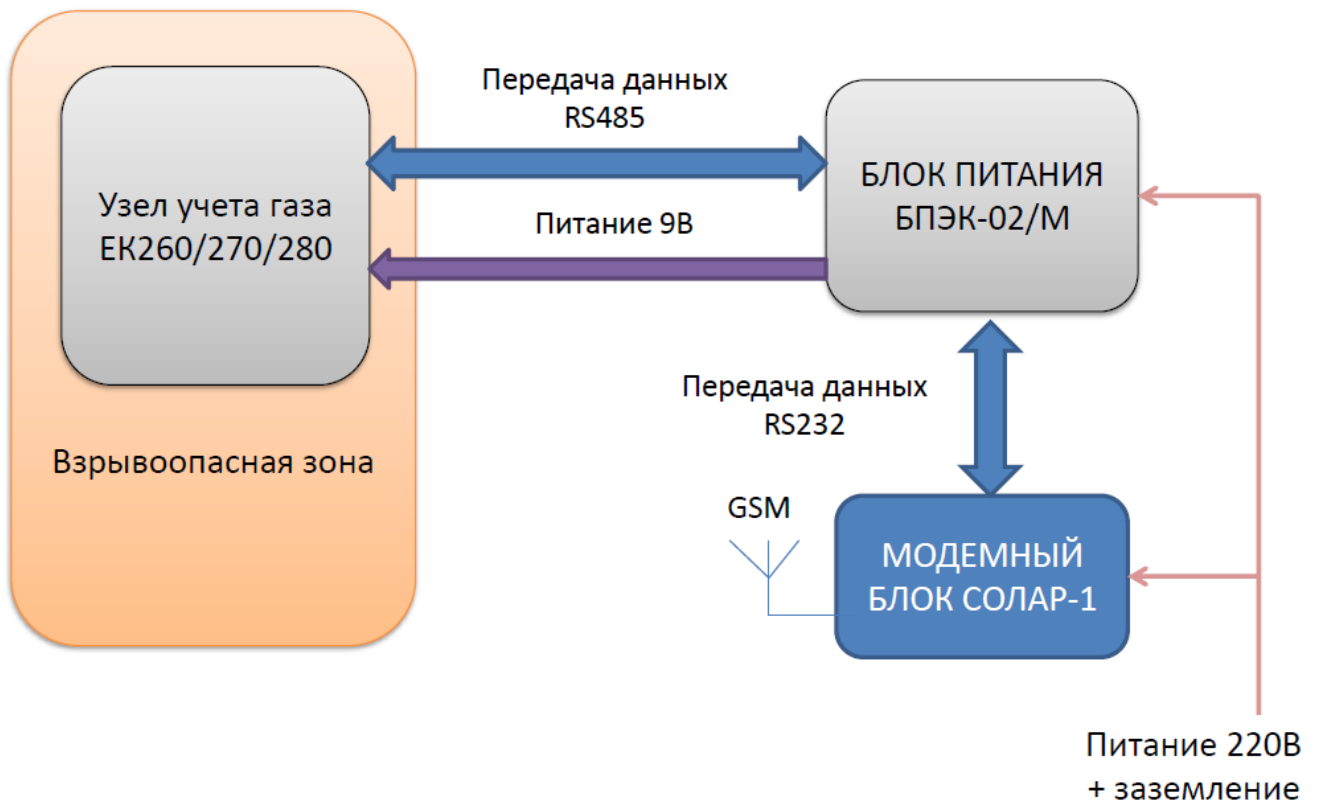 Передача данных
RS485
Узел учета газа
ЕК260/270/280
БЛОК ПИТАНИЯ
БПЭК-02/М
Питание 9В
Взрывоопасная зона
Передача данных
RS232
GSM
МОДЕМНЫЙ
БЛОК СОЛАР-1
Питание 220В
+ заземление